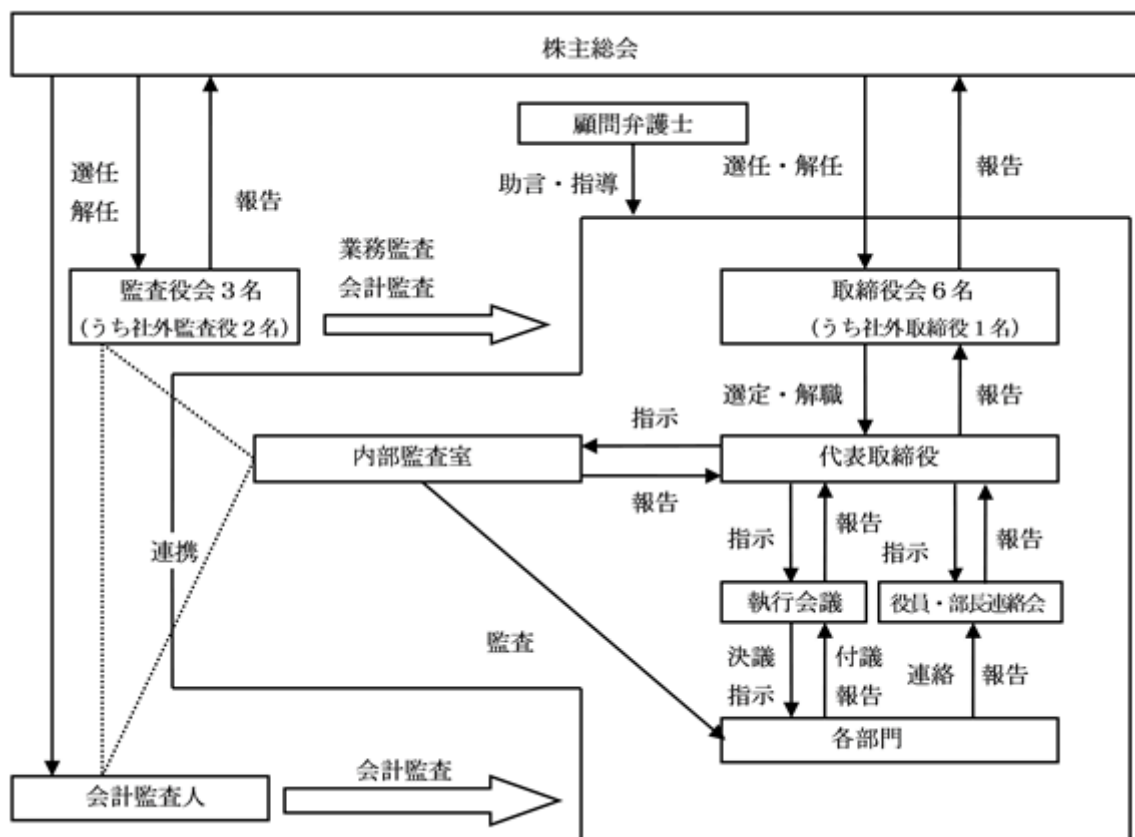 株主総会
顧問弁護士
選任
解任
報告
助言・指導
選任・解任
報告
業務監査
会計監査
監査役会3名
(うち社外監査役2名)
取締役会6名
(うち社外取締役1名)
選定・解職
報告
指示
内部監査室
代表取締役
報告
連携
指示
報告
指示
報告
執行会議
役員・部長連絡会
監査
決議
指示
付議
報告
連絡
報告
各部門
会計監査
会計監査人